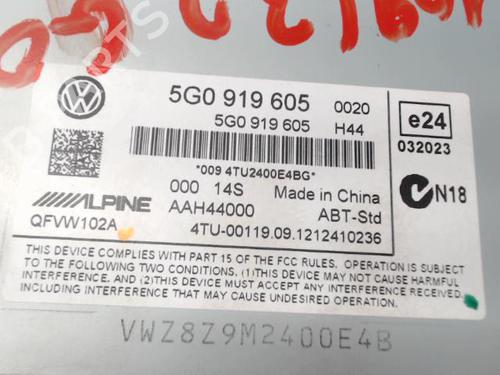 5G0 919 605 0020
5G0 919 605 H44
e24
032023
*009 4TU2400E4BG*
000 14S Made in China
ALPINE AAH44000 ABT-Std
N18
QFVW102A 4TU-00119.09.1212410236
THIS DEVICE COMPLIES WITH PART 15 OF THE FCC RULES. OPERATION IS SUBJECT
TO THE FOLLOWING TWO CONDITIONS. (1)THIS DEVICE MAY NOT CAUSE HARMFUL
INTERFERENCE. AND (2)THIS DEVICE MUST ACCEPT ANY INTERFERENCE RECEIVED,
INCLUDING INTERFERENCE THAT MAY CAUSE UNDESIRED OPERATION.
VWZ8Z9M2400E4B